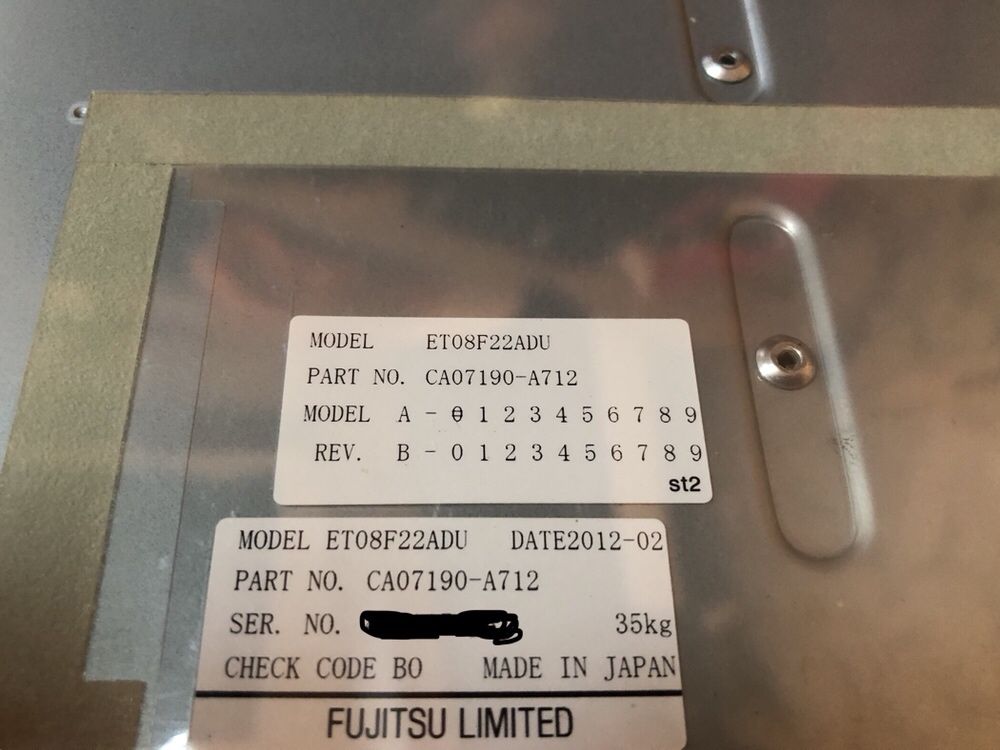 MODEL ET08F22ADU
PART NO. CA07190-A712
MODEL A - 0 1 2 3 4 5 6 7 8 9
REV. B - 0 1 2 3 4 5 6 7 8 9
st2
MODEL ET08F22ADU DATE2012-02
PART NO. CA07190-A712
SER. NO. 35kg
CHECK CODE BO MADE IN JAPAN
FUJITSU LIMITED